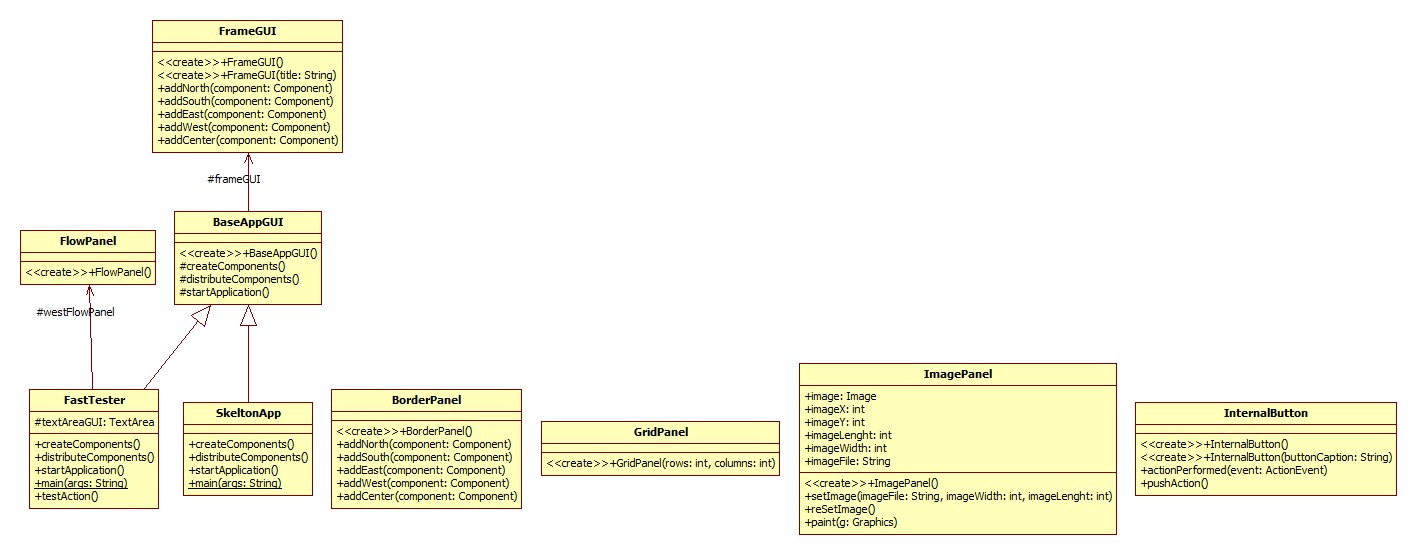 FrameGUI
<<create>>+FrameGUI()
<<create>>+FrameGUI(title: String)
+addNorth(component: Component)
+addSouth(component: Component)
+addEast(component: Component)
+addWest(component: Component)
+addCenter(component: Component)
#frameGUI
BaseAppGUI
<<create>>+BaseAppGUI()
#createComponents()
#distributeComponents()
#startApplication()
FlowPanel
<<create>>+FlowPanel()
#westFlowPanel
FastTester
#textAreaGUI: TextArea
+createComponents()
+distributeComponents()
+startApplication()
+main(args: String)
+testAction()
SkeltonApp
+createComponents()
+distributeComponents()
+startApplication()
+main(args: String)
BorderPanel
<<create>>+BorderPanel()
+addNorth(component: Component)
+addSouth(component: Component)
+addEast(component: Component)
+addWest(component: Component)
+addCenter(component: Component)
GridPanel
<<create>>+GridPanel(rows: int, columns: int)
ImagePanel
+image: Image
+imageX: int
+imageY: int
+imageLenght: int
+imageWidth: int
+imageFile: String
<<create>>+ImagePanel()
+setImage(imageFile: String, imageWidth: int, imageLenght: int)
+reSetImage()
+paint(g: Graphics)
InternalButton
<<create>>+InternalButton()
<<create>>+InternalButton(buttonCaption: String)
+actionPerformed(event: ActionEvent)
+pushAction()